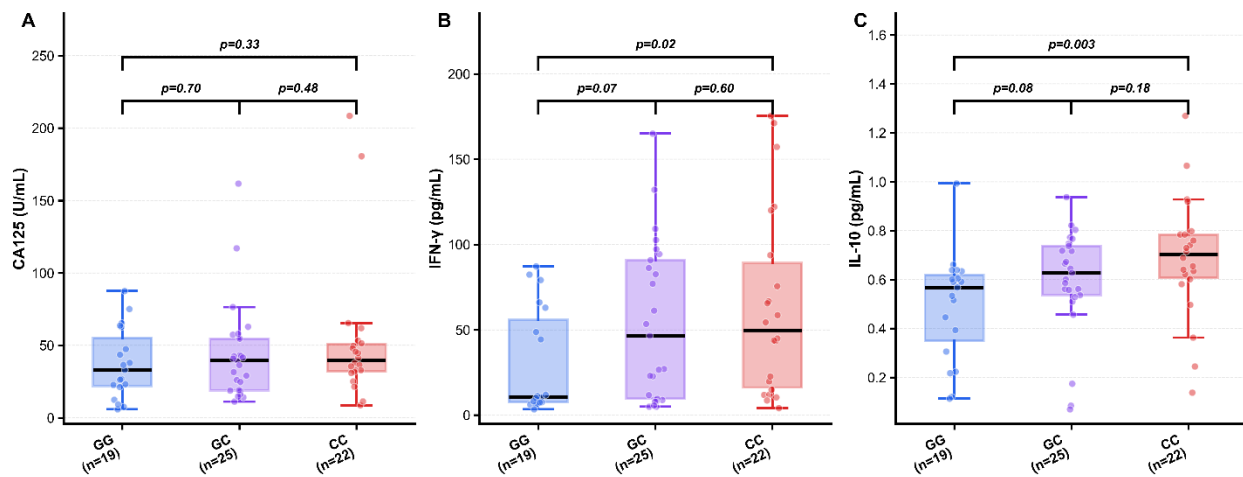 A
CA125 (U/mL)
250
200
150
100
50
0
p=0.33
p=0.70
p=0.48
GG
(n=19)
GC
(n=25)
CC
(n=22)
B
IFN-γ (pg/mL)
200
150
100
50
0
p=0.02
p=0.07
p=0.60
GG
(n=19)
GC
(n=25)
CC
(n=22)
C
IL-10 (pg/mL)
1.6
1.4
1.2
1.0
0.8
0.6
0.4
0.2
p=0.003
p=0.08
p=0.18
GG
(n=19)
GC
(n=25)
CC
(n=22)